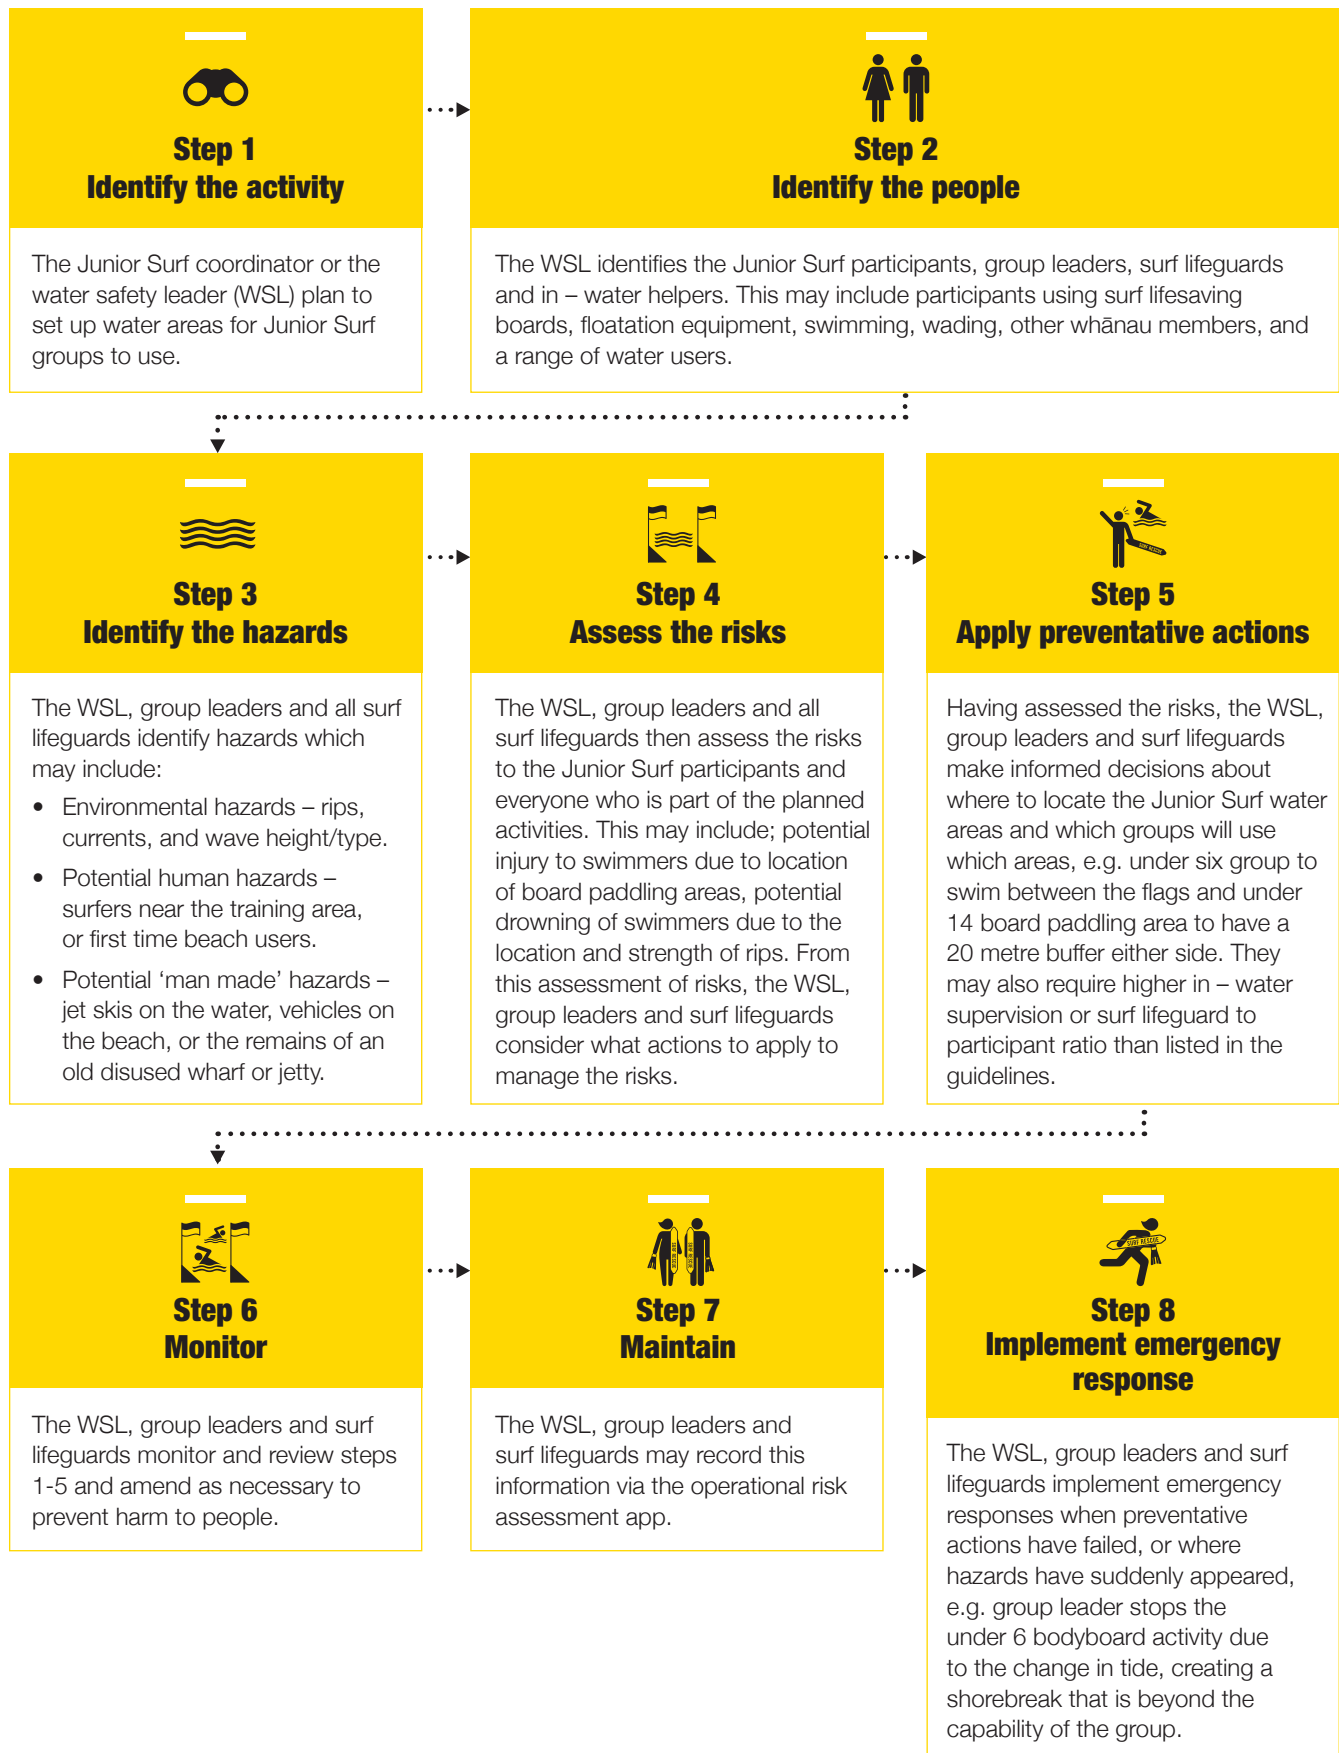 Step 1
Identify the activity
The Junior Surf coordinator or the
water safety leader (WSL) plan to
set up water areas for Junior Surf
groups to use.
Step 2
Identify the people
The WSL identifies the Junior Surf participants, group leaders, surf lifeguards
and in – water helpers. This may include participants using surf lifesaving
boards, floatation equipment, swimming, wading, other whānau members, and
a range of water users.
Step 3
Identify the hazards
The WSL, group leaders and all surf
lifeguards identify hazards which
may include:
• Environmental hazards – rips,
currents, and wave height/type.
• Potential human hazards –
surfers near the training area,
or first time beach users.
• Potential ‘man made’ hazards –
jet skis on the water, vehicles on
the beach, or the remains of an
old disused wharf or jetty.
Step 4
Assess the risks
The WSL, group leaders and all
surf lifeguards then assess the risks
to the Junior Surf participants and
everyone who is part of the planned
activities. This may include; potential
injury to swimmers due to location
of board paddling areas, potential
drowning of swimmers due to the
location and strength of rips. From
this assessment of risks, the WSL,
group leaders and surf lifeguards
consider what actions to apply to
manage the risks.
SURF RESCUE
Step 5
Apply preventative actions
Having assessed the risks, the WSL,
group leaders and surf lifeguards
make informed decisions about
where to locate the Junior Surf water
areas and which groups will use
which areas, e.g. under six group to
swim between the flags and under
14 board paddling area to have a
20 metre buffer either side. They
may also require higher in – water
supervision or surf lifeguard to
participant ratio than listed in the
guidelines.
Step 6
Monitor
The WSL, group leaders and surf
lifeguards monitor and review steps
1-5 and amend as necessary to
prevent harm to people.
SURF RESCUE
SURF RESCUE
Step 7
Maintain
The WSL, group leaders and
surf lifeguards may record this
information via the operational risk
assessment app.
SURF RESCUE
Step 8
Implement emergency
response
The WSL, group leaders and surf
lifeguards implement emergency
responses when preventative
actions have failed, or where
hazards have suddenly appeared,
e.g. group leader stops the
under 6 bodyboard activity due
to the change in tide, creating a
shorebreak that is beyond the
capability of the group.